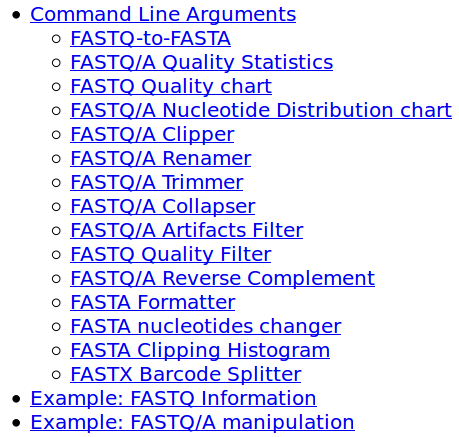 Command Line Arguments
FASTQ-to-FASTA
FASTQ/A Quality Statistics
FASTQ Quality chart
FASTQ/A Nucleotide Distribution chart
FASTQ/A Clipper
FASTQ/A Renamer
FASTQ/A Trimmer
FASTQ/A Collapser
FASTQ/A Artifacts Filter
FASTQ Quality Filter
FASTQ/A Reverse Complement
FASTA Formatter
FASTA nucleotides changer
FASTA Clipping Histogram
FASTX Barcode Splitter
Example: FASTQ Information
Example: FASTQ/A manipulation